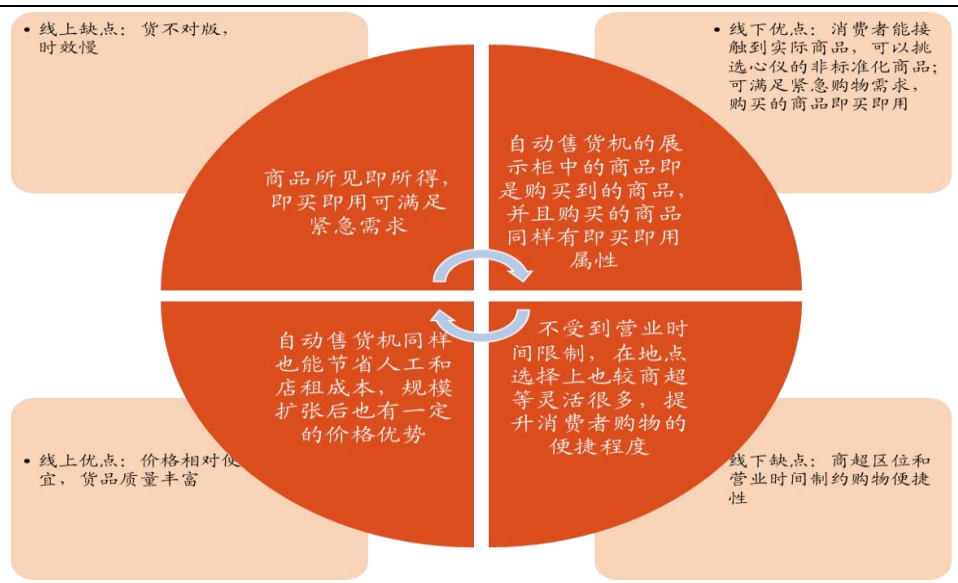 • 线上缺点：货不对版，
时效慢
• 线下优点：消费者能接
触到实际商品，可以挑
选心仪的非标准化商品；
可满足紧急购物需求，
购买的商品即买即用
商品所见即所得，
即买即用可满足
紧急需求
自动售货机的展
示柜中的商品即
是购买到的商品，
并且购买的商品
同样有即买即用
属性
自动售货机同样
也能节省人工和
店租成本，规模
扩张后也有一定
的价格优势
不受到营业时
间限制，在地点
选择上也较商超
等灵活很多，提
升消费者购物的
便捷程度
• 线上优点：价格相对便
宜，货品质量丰富
线下缺点：商超区位和
营业时间制约购物便捷
性